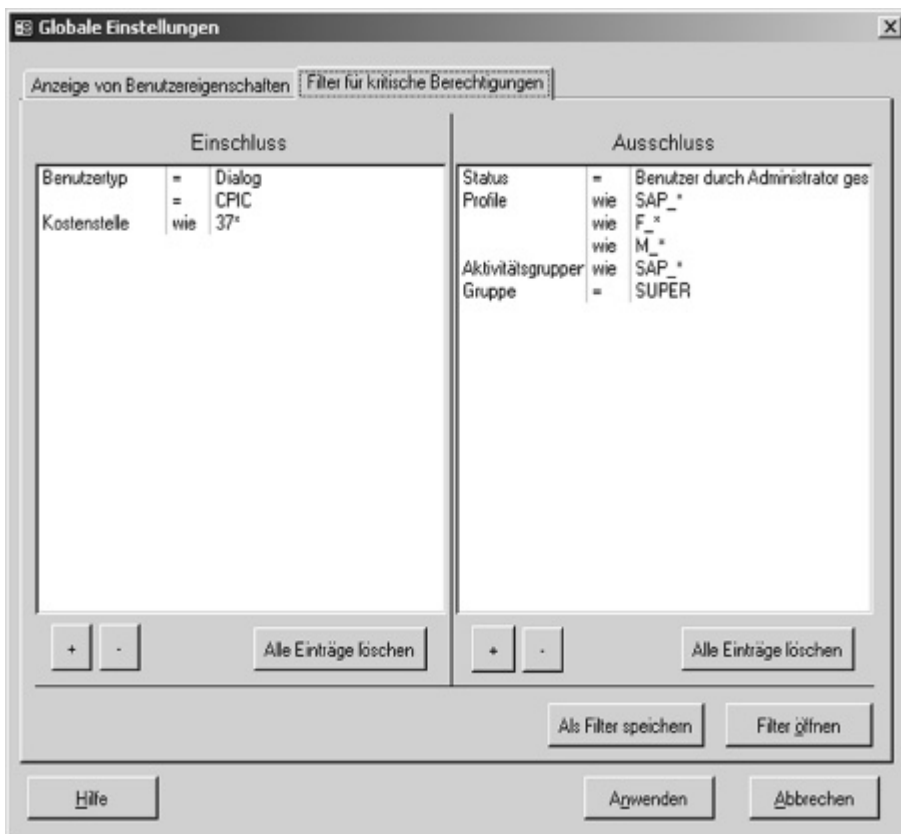 Globale Einstellungen
Anzeige von Benutzereigenschaften Filter für kritische Berechtigungen
Einschluss
Benutzertyp = Dialog
= CPIC
Kostenstelle wie 37*
Ausschluss
Status = Benutzer durch Administrator ges
Profile wie SAP_*
wie F_*
wie M_*
Aktivitätsgrupper wie SAP_*
Gruppe = SUPER
+ - Alle Einträge löschen
+ - Alle Einträge löschen
Als Filter speichern Filter öffnen
Hilfe Anwenden Abbrechen